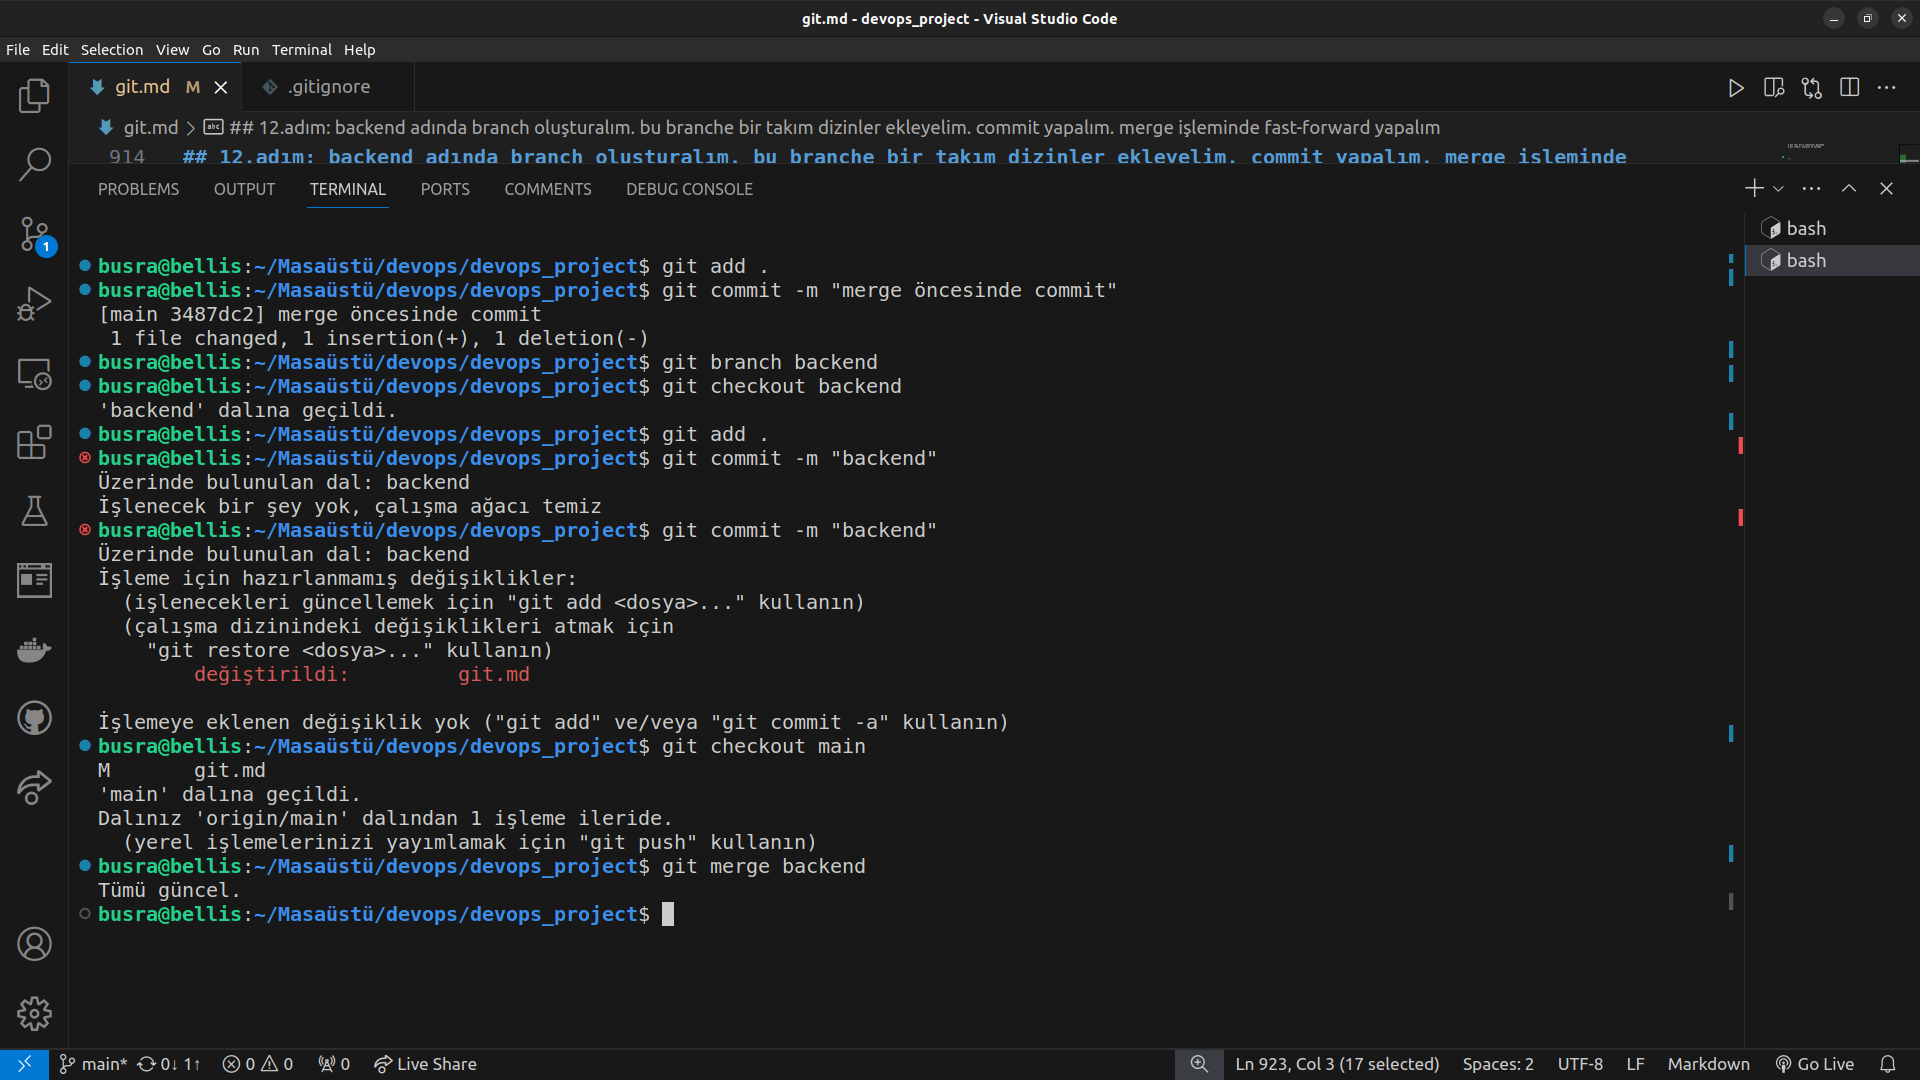 git.md - devops_project - Visual Studio Code
File Edit Selection View Go Run Terminal Help
git.md M .gitignore
git.md > ## 12.adım: backend adında branch oluşturalım. bu branche bir takım dizinler ekleyelim. commit yapalım. merge işleminde fast-forward yapalım
914 ## 12.adım: backend adında branch oluşturalım. bu branche bir takım dizinler ekleyelim. commit yapalım. merge işleminde
PROBLEMS OUTPUT TERMINAL PORTS COMMENTS DEBUG CONSOLE
bash
bash
1
busra@bellis:~/Masaüstü/devops/devops_project$ git add .
busra@bellis:~/Masaüstü/devops/devops_project$ git commit -m "merge öncesinde commit"
[main 3487dc2] merge öncesinde commit
1 file changed, 1 insertion(+), 1 deletion(-)
busra@bellis:~/Masaüstü/devops/devops_project$ git branch backend
busra@bellis:~/Masaüstü/devops/devops_project$ git checkout backend
'backend' dalına geçildi.
busra@bellis:~/Masaüstü/devops/devops_project$ git add .
busra@bellis:~/Masaüstü/devops/devops_project$ git commit -m "backend"
Üzerinde bulunulan dal: backend
İşlenecek bir şey yok, çalışma ağacı temiz
busra@bellis:~/Masaüstü/devops/devops_project$ git commit -m "backend"
Üzerinde bulunulan dal: backend
İşleme için hazırlanmamış değişiklikler:
(işlenecekleri güncellemek için "git add <dosya>..." kullanın)
(çalışma dizinindeki değişiklikleri atmak için
"git restore <dosya>..." kullanın)
değiştirildi: git.md
İşlemeye eklenen değişiklik yok ("git add" ve/veya "git commit -a" kullanın)
busra@bellis:~/Masaüstü/devops/devops_project$ git checkout main
M git.md
'main' dalına geçildi.
Dalınız 'origin/main' dalından 1 işleme ileride.
(yerel işlemelerinizi yayımlamak için "git push" kullanın)
busra@bellis:~/Masaüstü/devops/devops_project$ git merge backend
Tümü güncel.
busra@bellis:~/Masaüstü/devops/devops_project$
main* 0↓ 1↑ 0 0 0 Live Share Ln 923, Col 3 (17 selected) Spaces: 2 UTF-8 LF Markdown Go Live